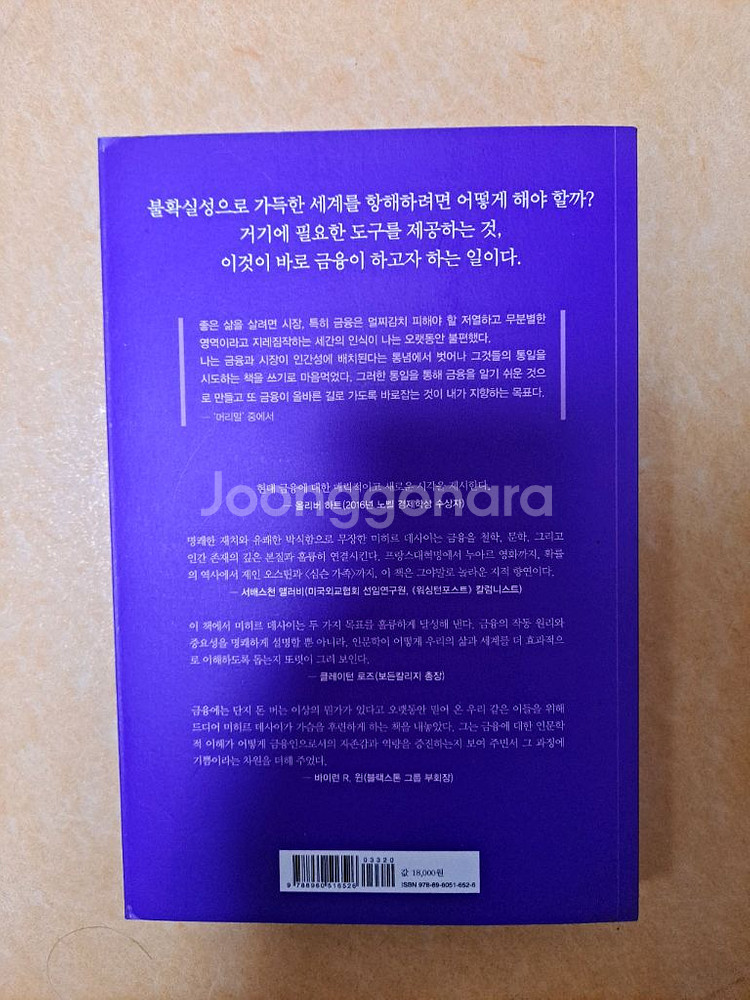 불확실성으로 가득한 세계를 항해하려면 어떻게 해야 할까?
거기에 필요한 도구를 제공하는 것,
이것이 바로 금융이 하고자 하는 일이다.
좋은 삶을 살려면 시장, 특히 금융은 얼찌감치 피해야 할 저열하고 무분별한
영역이라고 지레짐작하는 세간의 인식이 나는 오랫동안 불편했다.
나는 금융과 시장이 인간성에 배치된다는 통념에서 벗어나 그것들의 통일을
시도하는 책을 쓰기로 마음먹었다. 그러한 통일을 통해 금융을 알기 쉬운 것으
로 만들고 또 금융이 올바른 길로 가도록 바로잡는 것이 내가 지향하는 목표다.
— ‘머리말’ 중에서
현대 금융에 대한 매력적이고 새로운 시각을 제시한다.
— 올리버 하트(2016년 노벨 경제학상 수상자)
Joonggonara
명쾌한 재치와 유쾌한 박식함으로 무장한 미히르 데사이는 금융을 철학, 문학, 그리고
인간 존재의 깊은 본질과 훌륭히 연결시킨다. 프랑스대혁명에서 누아르 영화까지, 확률
의 역사에서 제인 오스틴과 〈심슨 가족〉까지, 이 책은 그야말로 놀라운 지적 향연이다.
— 서배스천 맬러비(미국외교협회 선임연구원, 《워싱턴포스트》 칼럼니스트)
이 책에서 미히르 데사이는 두 가지 목표를 훌륭하게 달성해 낸다. 금융의 작동 원리와
중요성을 명쾌하게 설명할 뿐 아니라, 인문학이 어떻게 우리의 삶과 세계를 더 효과적으
로 이해하도록 돕는지 또렷이 그려 보인다.
— 클레이턴 로즈(보든칼리지 총장)
금융에는 단지 돈 버는 이상의 뭔가가 있다고 오랫동안 믿어 온 우리 같은 이들을 위해
드디어 미히르 데사이가 가슴을 후련하게 하는 책을 내놓았다. 그는 금융에 대한 인문학
적 이해가 어떻게 금융인으로서의 자존감과 역량을 증진하는지 보여 주면서 그 과정에
기쁨이라는 차원을 더해 주었다.
— 바이런 R. 윈(블랙스톤 그룹 부회장)
03320
값 18,000원
9 788960 516526
ISBN 978-89-6051-652-6